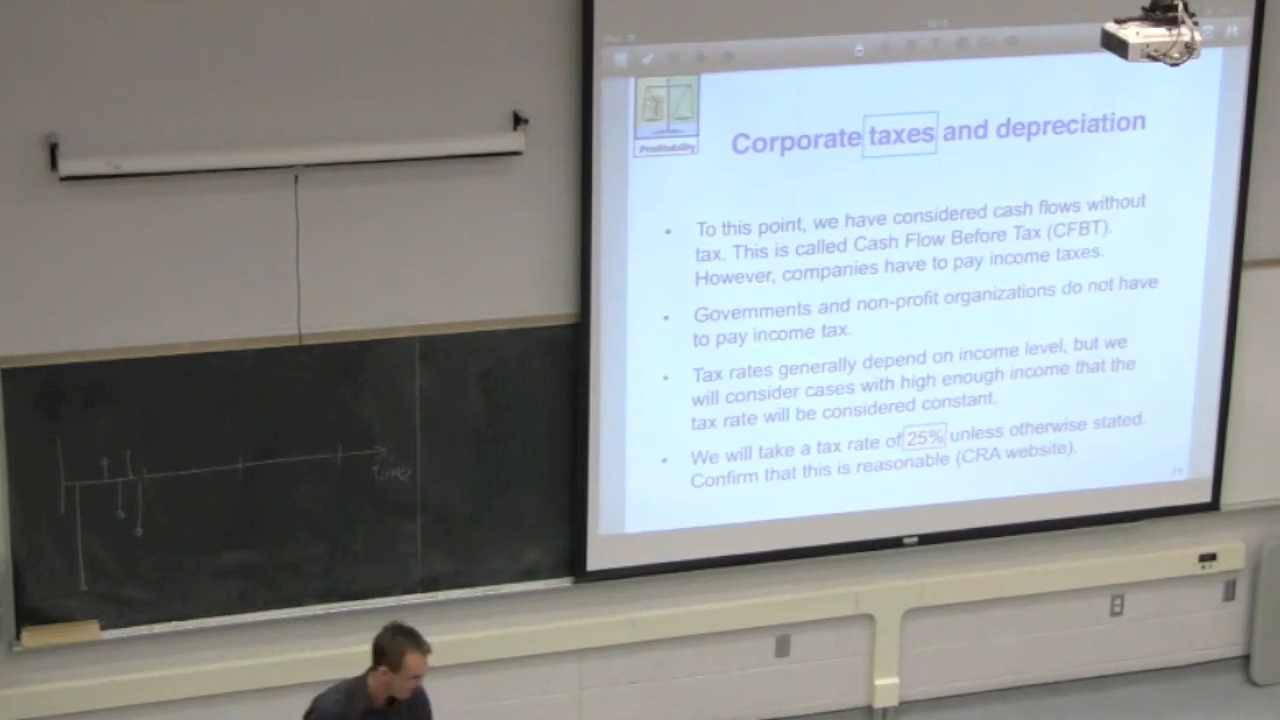 Profitability
Corporate taxes and depreciation
• To this point, we have considered cash flows without
tax. This is called Cash Flow Before Tax (CFBT).
However, companies have to pay income taxes.
• Governments and non-profit organizations do not have
to pay income tax.
• Tax rates generally depend on income level, but we
will consider cases with high enough income that the
tax rate will be considered constant.
• We will take a tax rate of 25% unless otherwise stated.
Confirm that this is reasonable (CRA website).
time